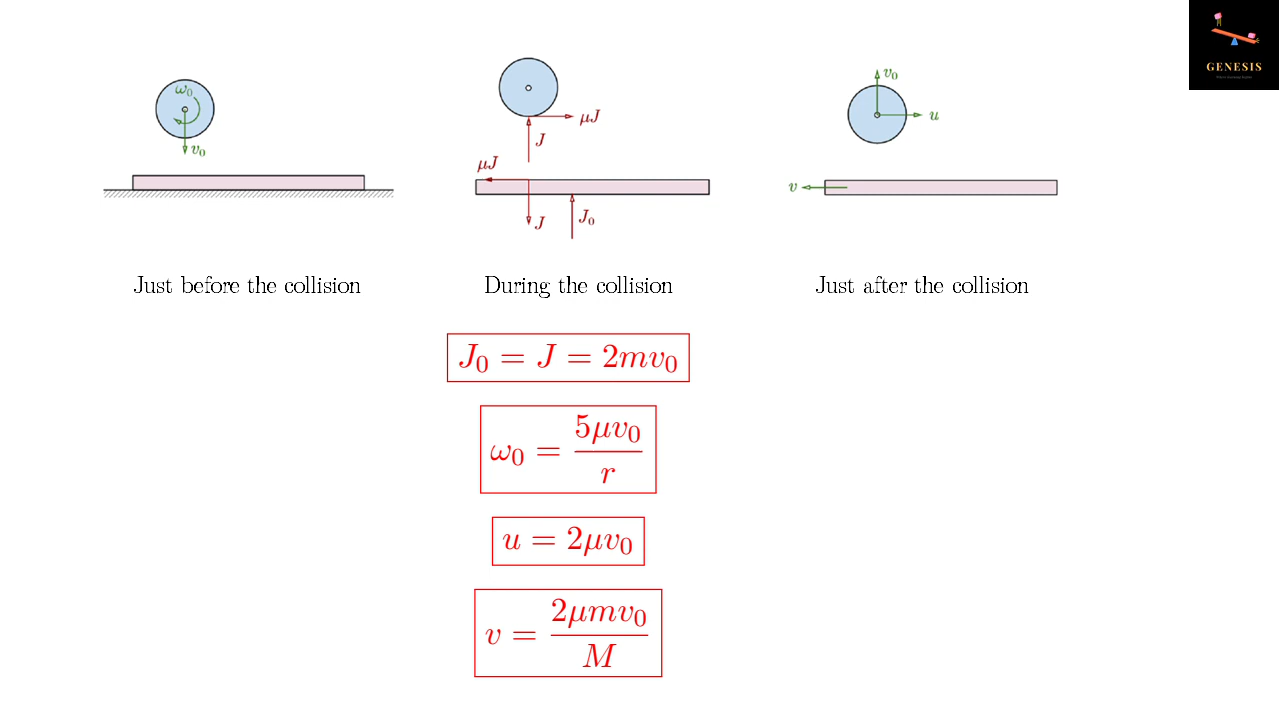 GENESIS
ω₀
v₀
μJ
J
μJ
J
J₀
v₀
u
v
Just before the collision
During the collision
Just after the collision
J₀ = J = 2mv₀
ω₀ = 5μv₀ / r
u = 2μv₀
v = 2μmv₀ / M